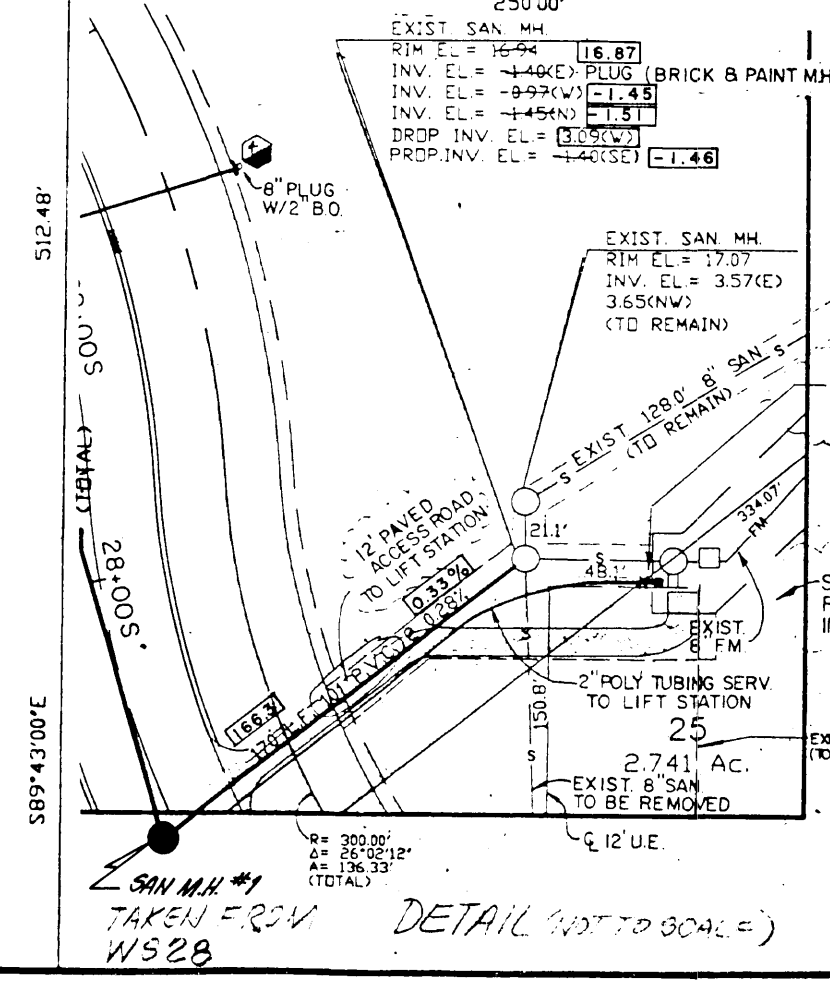 250.00'
EXIST. SAN. MH.
RIM EL.= 16.94 16.87
INV. EL.= -1.40(E) PLUG (BRICK & PAINT M.H
INV. EL.= -0.97(W) -1.45
INV. EL.= -1.45(N) -1.51
DROP INV. EL.= 3.09(W)
PROP.INV. EL.= -1.40(SE) -1.46
8" PLUG
W/2" B.O.
512.48'
EXIST. SAN. MH.
RIM EL.= 17.07
INV. EL.= 3.57(E)
3.65(NW)
(TO REMAIN)
S
EXIST 128.0' 8" SAN
S
(TO REMAIN)
(TOTAL)
12' PAVED
ACCESS ROAD
TO LIFT STATION
21.1'
334.07'
FM
S
48.1'
28+00S
0.33%
0.28%
EXIST.
8" F.M.
166.3'
2" POLY TUBING SERV.
TO LIFT STATION
150.8'
25
2.741 Ac.
S
EXIST. 8" SAN
TO BE REMOVED
S89°43'00"E
℄ 12' U.E.
R= 300.00'
Δ= 26°02'12"
A= 136.33'
(TOTAL)
SAN M.H. #1
TAKEN FROM
WS28
DETAIL (NOT TO SCALE)